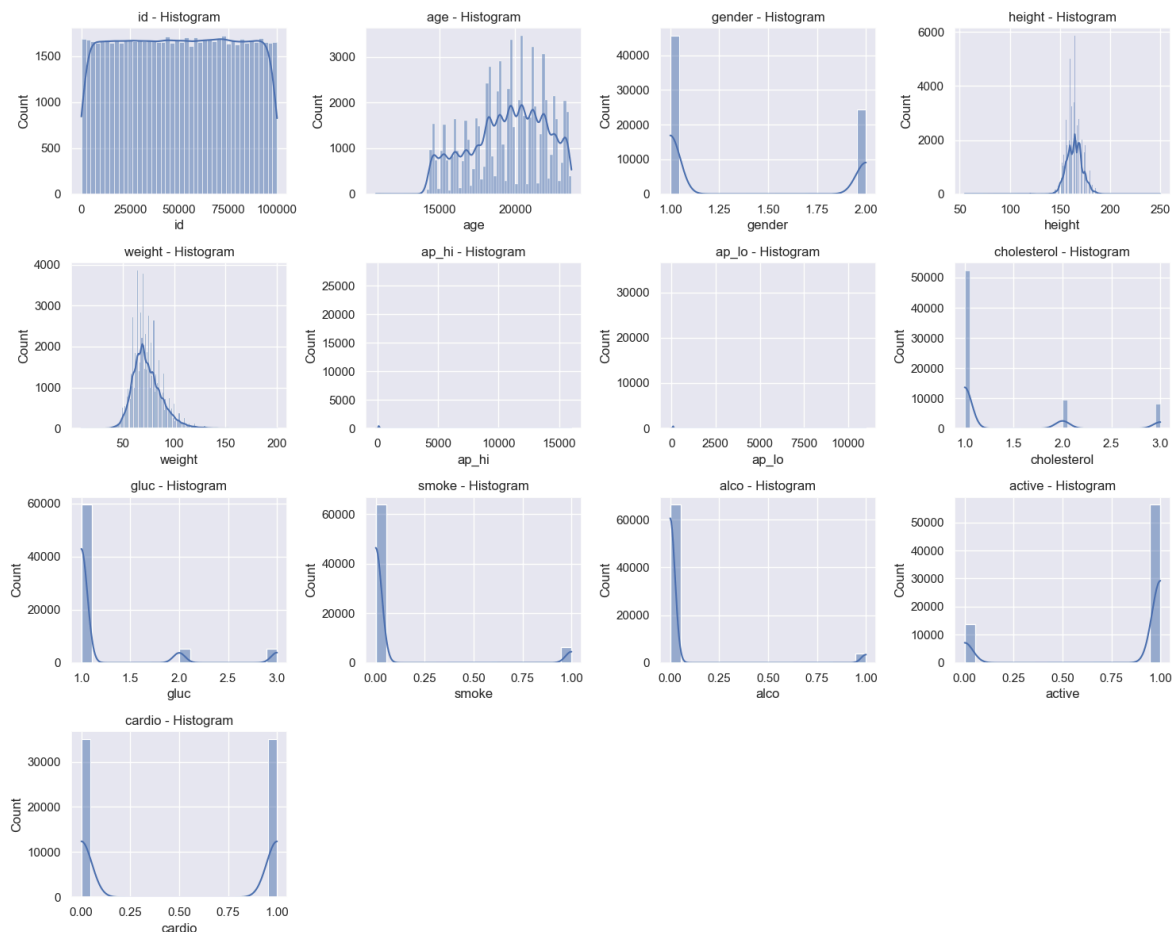 id - Histogram
1500
1000
500
0
Count
0 25000 50000 75000 100000
id
age - Histogram
3000
2000
1000
0
Count
15000 20000
age
gender - Histogram
40000
30000
20000
10000
0
Count
1.00 1.25 1.50 1.75 2.00
gender
height - Histogram
6000
4000
2000
0
Count
50 100 150 200 250
height
weight - Histogram
4000
3000
2000
1000
0
Count
50 100 150 200
weight
ap_hi - Histogram
25000
20000
15000
10000
5000
0
Count
0 5000 10000 15000
ap_hi
ap_lo - Histogram
30000
20000
10000
0
Count
0 2500 5000 7500 10000
ap_lo
cholesterol - Histogram
50000
40000
30000
20000
10000
0
Count
1.0 1.5 2.0 2.5 3.0
cholesterol
gluc - Histogram
60000
40000
20000
0
Count
1.0 1.5 2.0 2.5 3.0
gluc
smoke - Histogram
60000
40000
20000
0
Count
0.00 0.25 0.50 0.75 1.00
smoke
alco - Histogram
60000
40000
20000
0
Count
0.00 0.25 0.50 0.75 1.00
alco
active - Histogram
50000
40000
30000
20000
10000
0
Count
0.00 0.25 0.50 0.75 1.00
active
cardio - Histogram
30000
20000
10000
0
Count
0.00 0.25 0.50 0.75 1.00
cardio